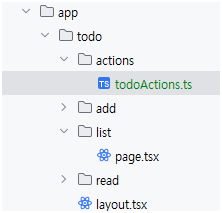 app
todo
actions
TS todoActions.ts
add
list
page.tsx
read
layout.tsx